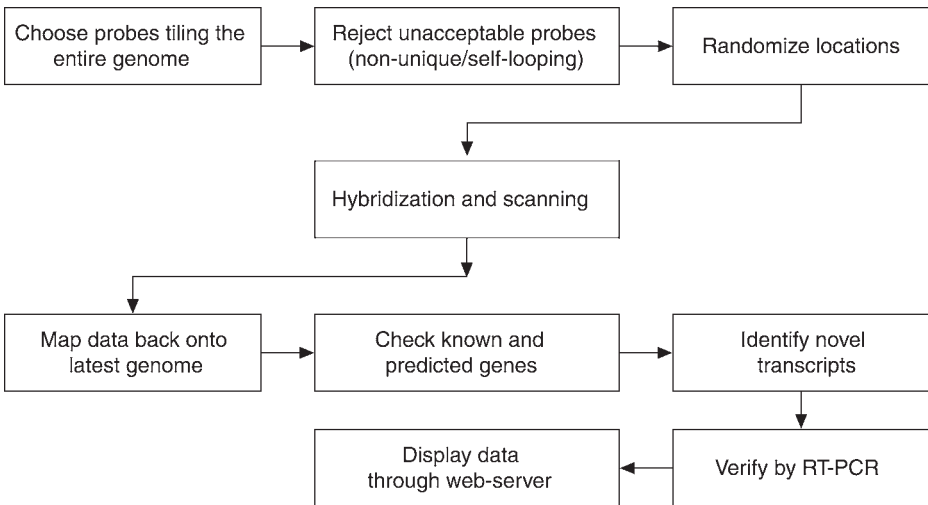 Choose probes tiling the
entire genome
Reject unacceptable probes
(non-unique/self-looping)
Randomize locations
Hybridization and scanning
Map data back onto
latest genome
Check known and
predicted genes
Identify novel
transcripts
Verify by RT-PCR
Display data
through web-server